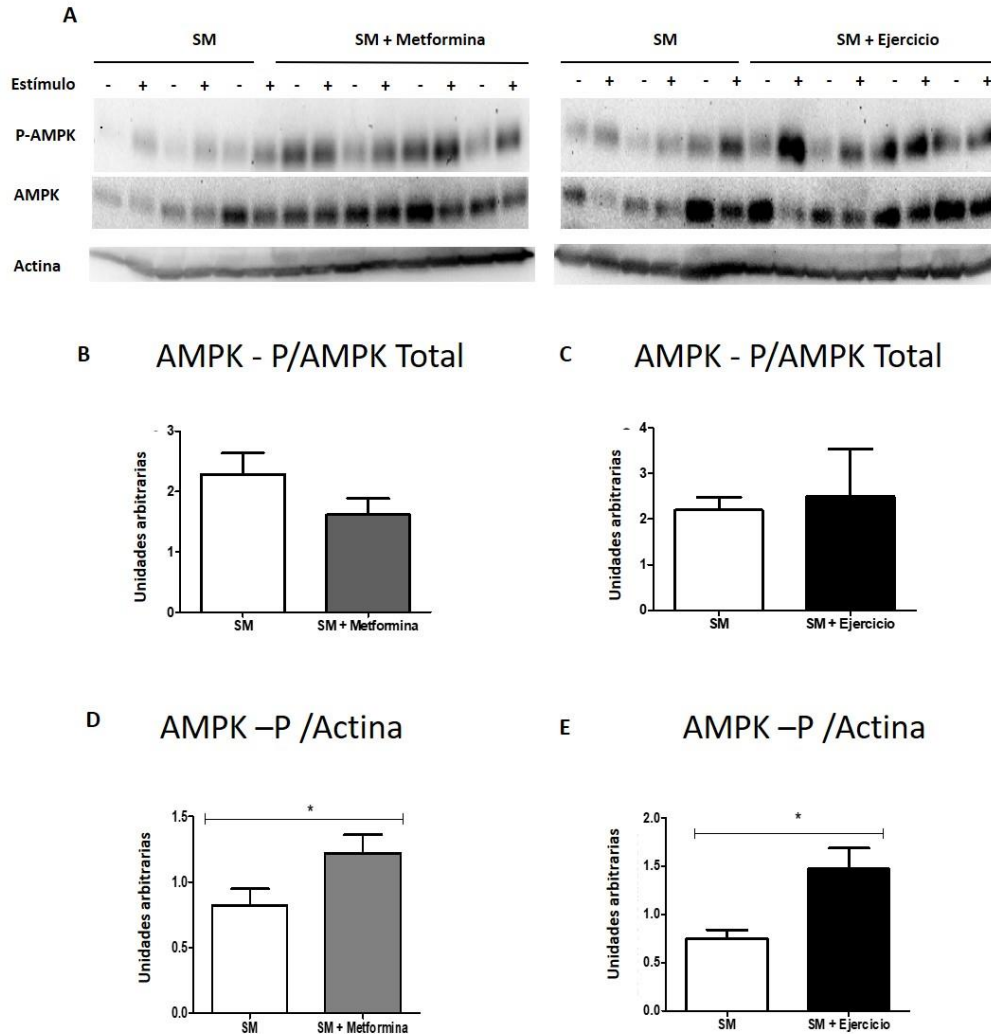 A
SM SM + Metformina SM SM + Ejercicio
Estímulo - + - + - + - + - + - + - + - + - + - + - + - + - + - +
P-AMPK
AMPK
Actina
B AMPK - P/AMPK Total C AMPK - P/AMPK Total
Unidades arbitrarias
3
2
1
0
SM SM + Metformina
Unidades arbitrarias
4
3
2
1
0
SM SM + Ejercicio
D AMPK –P /Actina E AMPK –P /Actina
*
Unidades arbitrarias
1.5
1.0
0.5
0.0
SM SM + Metformina
*
Unidades arbitrarias
2.0
1.5
1.0
0.5
0.0
SM SM + Ejercicio